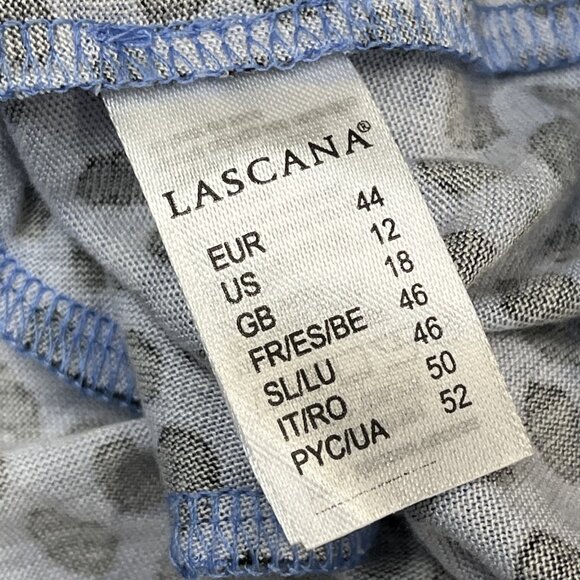 LASCANA®
EUR 44
US 12
GB 18
FR/ES/BE 46
SL/LU 46
IT/RO 50
PYC/UA 52